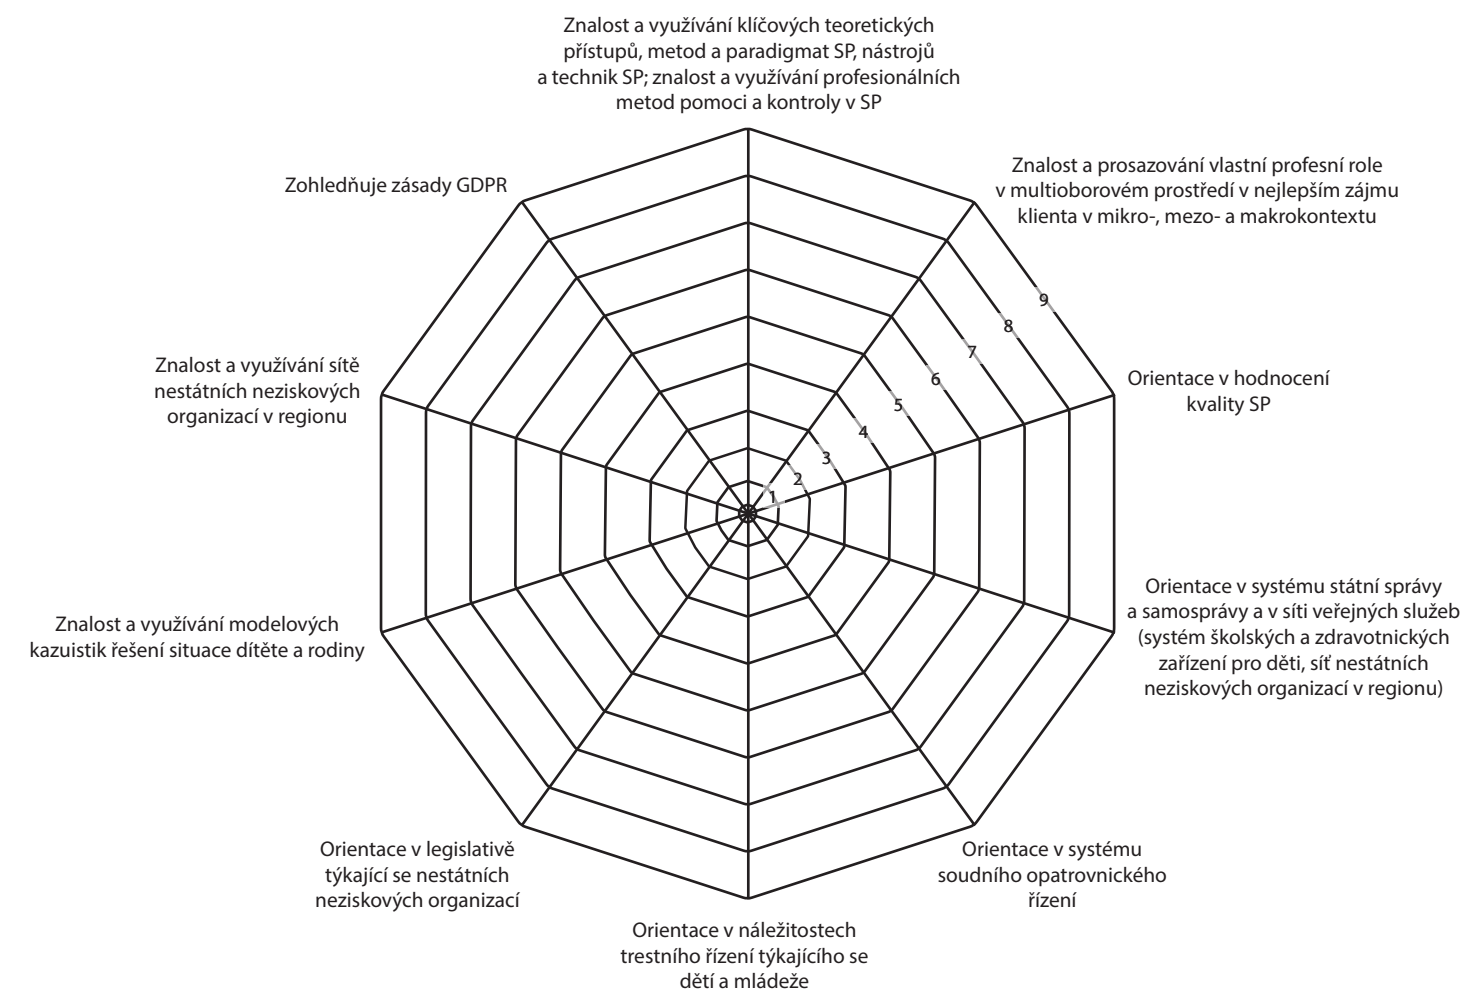 Znalost a využívání klíčových teoretických
přístupů, metod a paradigmat SP, nástrojů
a technik SP; znalost a využívání profesionálních
metod pomoci a kontroly v SP
Znalost a prosazování vlastní profesní role
v multioborovém prostředí v nejlepším zájmu
klienta v mikro-, mezo- a makrokontextu
Zohledňuje zásady GDPR
9
8
7
6
5
4
3
2
1
Orientace v hodnocení
kvality SP
Znalost a využívání sítě
nestátních neziskových
organizací v regionu
Orientace v systému státní správy
a samosprávy a v síti veřejných služeb
(systém školských a zdravotnických
zařízení pro děti, síť nestátních
neziskových organizací v regionu)
Znalost a využívání modelových
kazuistik řešení situace dítěte a rodiny
Orientace v systému
soudního opatrovnického
řízení
Orientace v legislativě
týkající se nestátních
neziskových organizací
Orientace v náležitostech
trestního řízení týkajícího se
dětí a mládeže